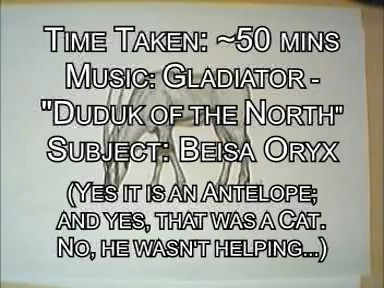 Time Taken: ~50 mins
Music: Gladiator -
"Duduk of the North"
Subject: Beisa Oryx
(Yes it is an Antelope;
and yes, that was a Cat.
No, he wasn't helping...)